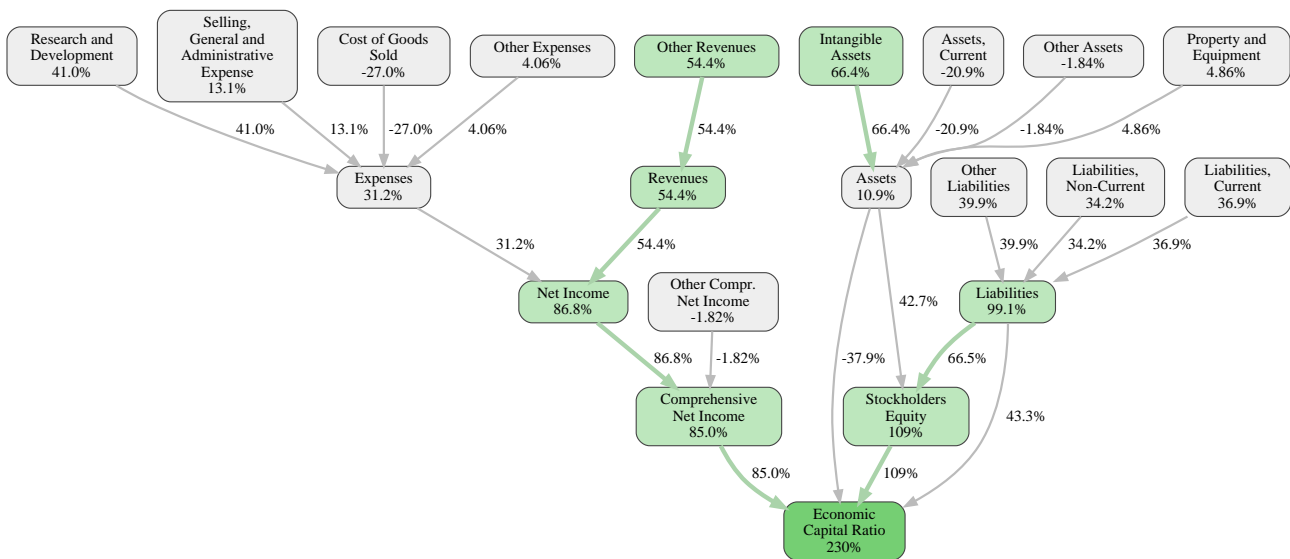 Research and
Development
41.0%
Selling,
General and
Administrative
Expense
13.1%
Cost of Goods
Sold
-27.0%
Other Expenses
4.06%
Other Revenues
54.4%
Intangible
Assets
66.4%
Assets,
Current
-20.9%
Other Assets
-1.84%
Property and
Equipment
4.86%
41.0%
13.1%
-27.0%
4.06%
54.4%
66.4%
-20.9%
-1.84%
4.86%
Expenses
31.2%
Revenues
54.4%
Assets
10.9%
Other
Liabilities
39.9%
Liabilities,
Non-Current
34.2%
Liabilities,
Current
36.9%
31.2%
54.4%
39.9%
34.2%
36.9%
Net Income
86.8%
Other Compr.
Net Income
-1.82%
42.7%
Liabilities
99.1%
86.8%
-1.82%
-37.9%
66.5%
Comprehensive
Net Income
85.0%
Stockholders
Equity
109%
43.3%
85.0%
109%
Economic
Capital Ratio
230%